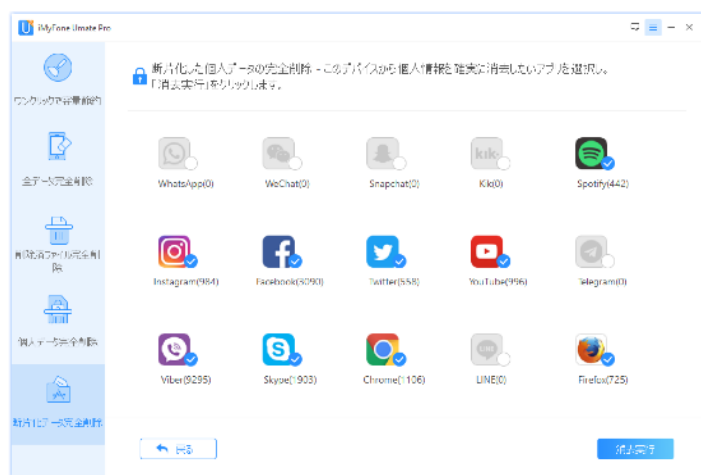 iMyFone Umate Pro
ワンクリックで容量節約
全データ完全削除
削除済ファイル完全削
除
個人データ完全削除
断片化データ完全削除
断片化した個人データの完全削除 - このデバイスから個人情報を確実に消去したいアプリを選択し、
「消去実行」をクリックします。
WhatsApp(0)
WeChat(0)
Snapchat(0)
Kik(0)
Spotify(442)
Instagram(984)
Facebook(3090)
Twitter(558)
YouTube(996)
Telegram(0)
Viber(9295)
Skype(1903)
Chrome(1106)
LINE(0)
Firefox(725)
戻る
消去実行